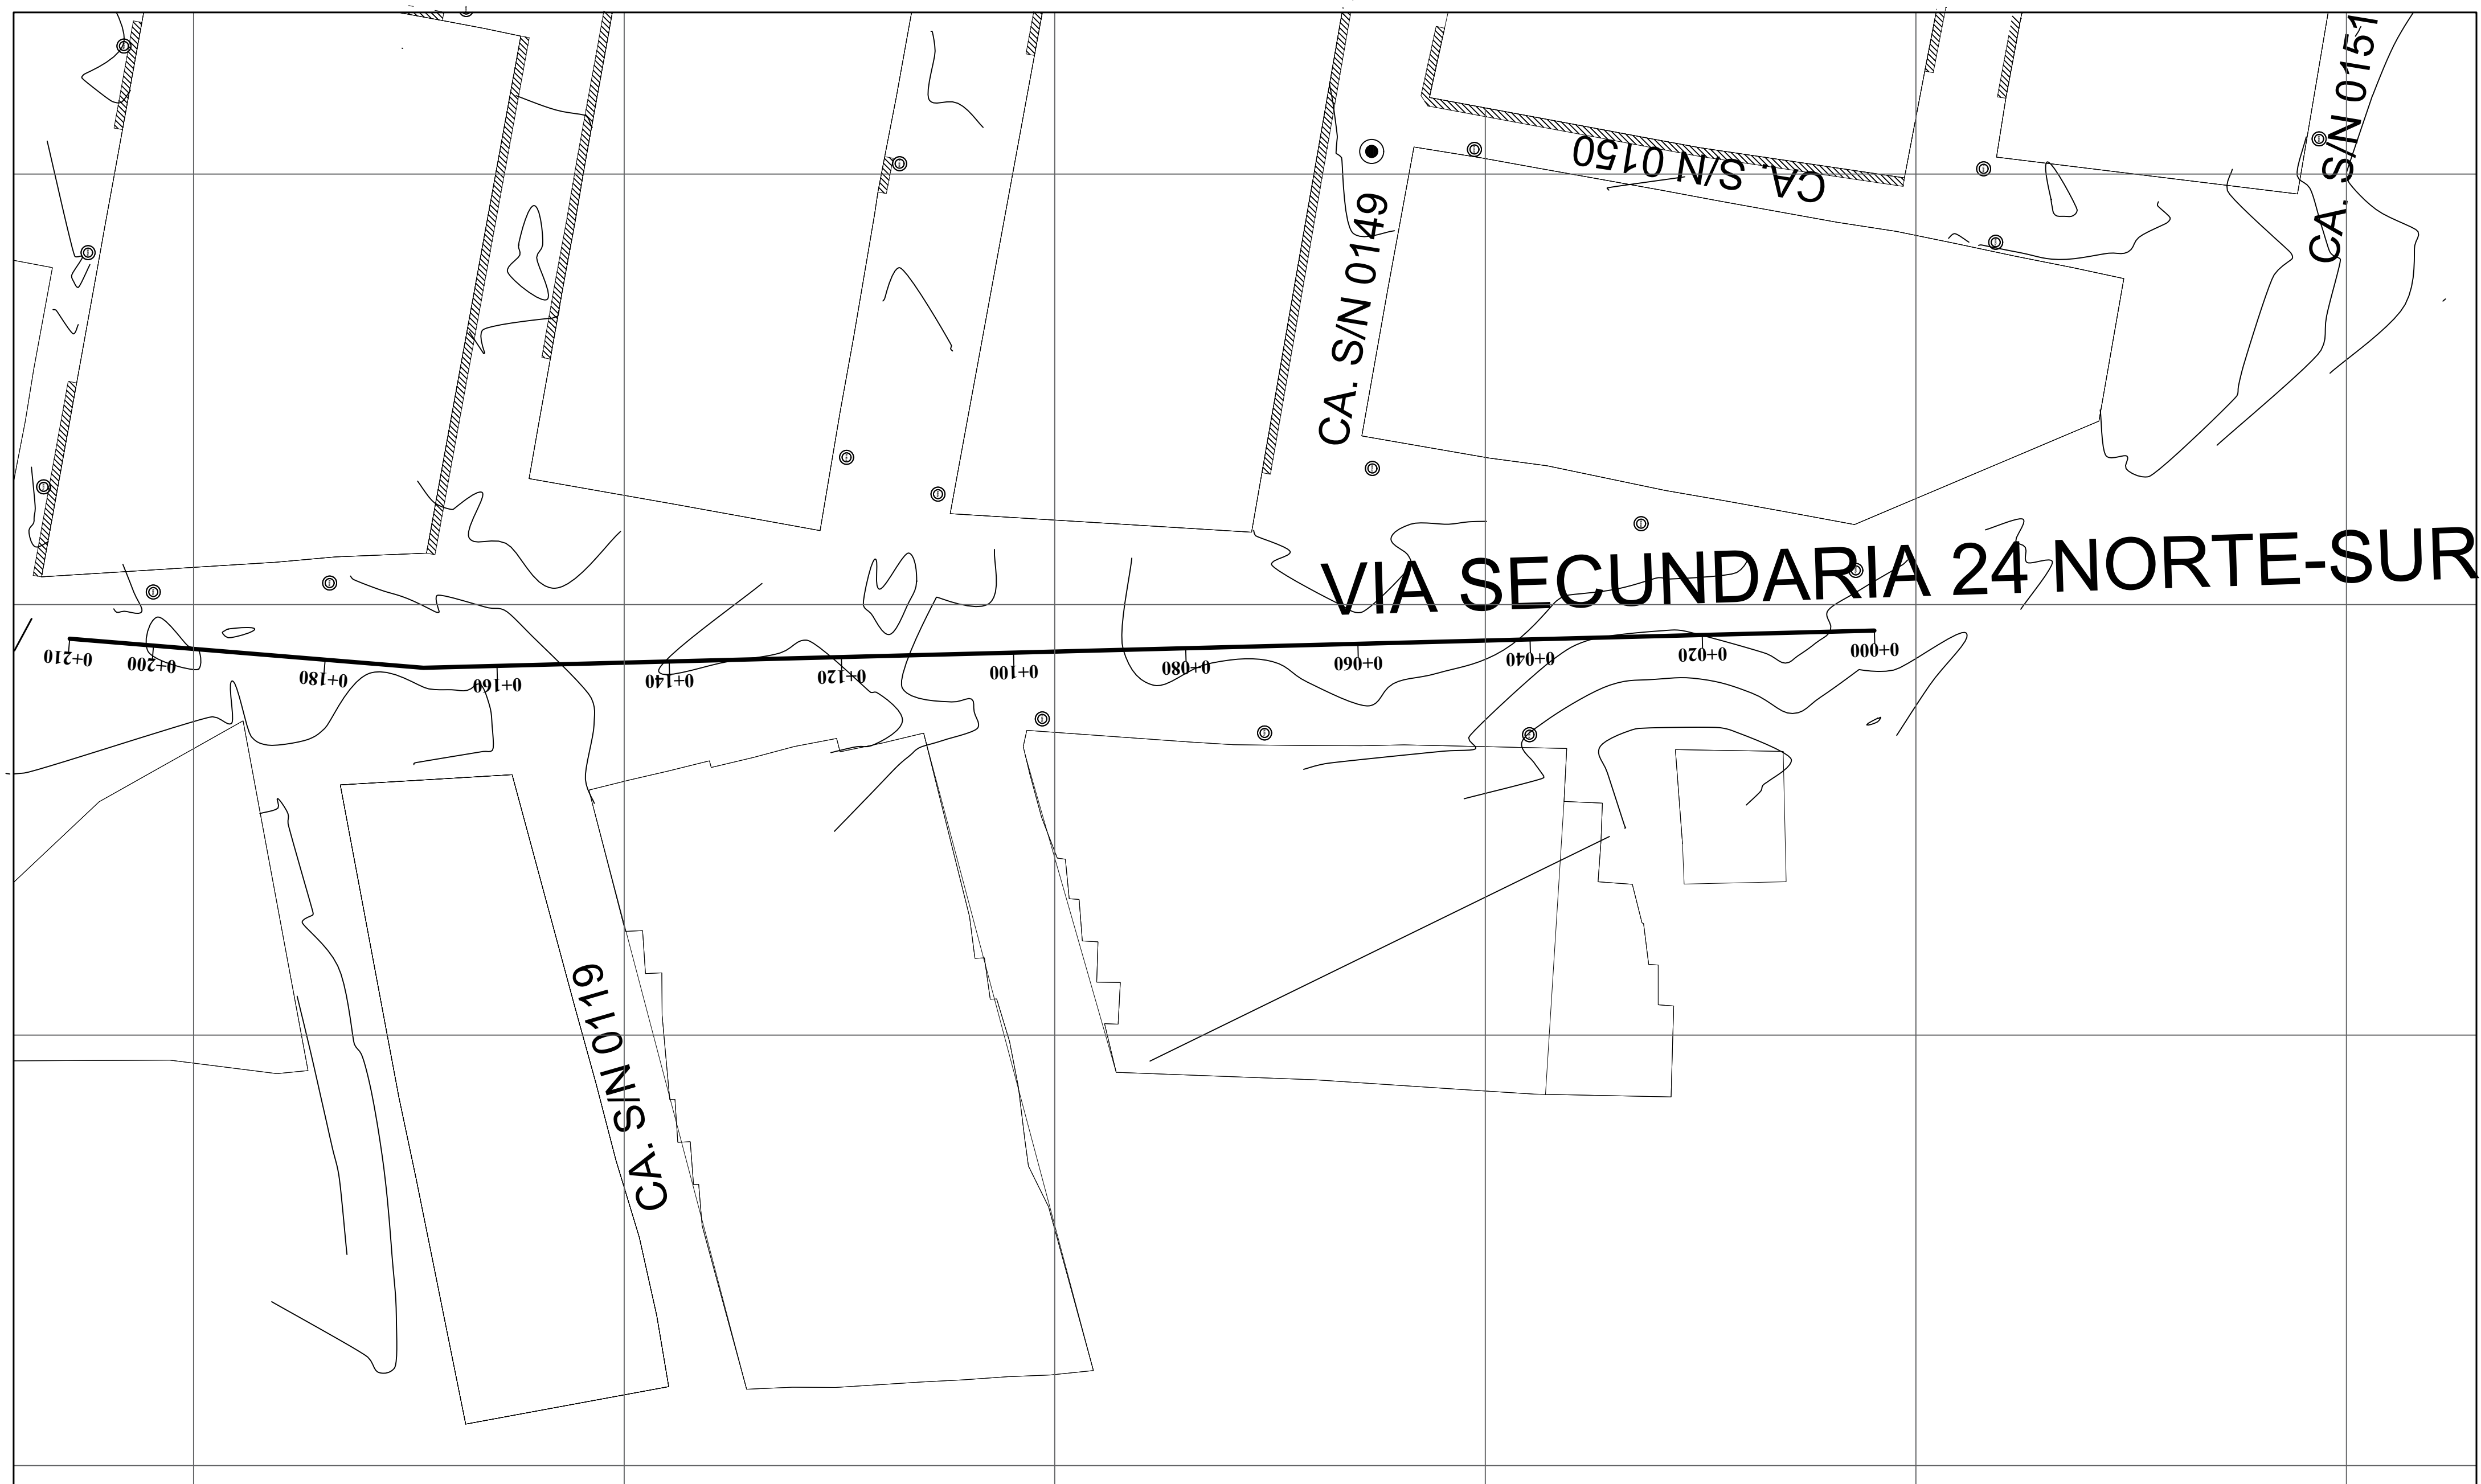 CA. S/N 0151
CA. S/N 0150
CA. S/N 0149
VIA SECUNDARIA 24 NORTE-SUR
0+210
0+200
0+180
0+160
0+140
0+120
0+100
0+080
0+060
0+040
0+020
0+000
CA. S/N 0119